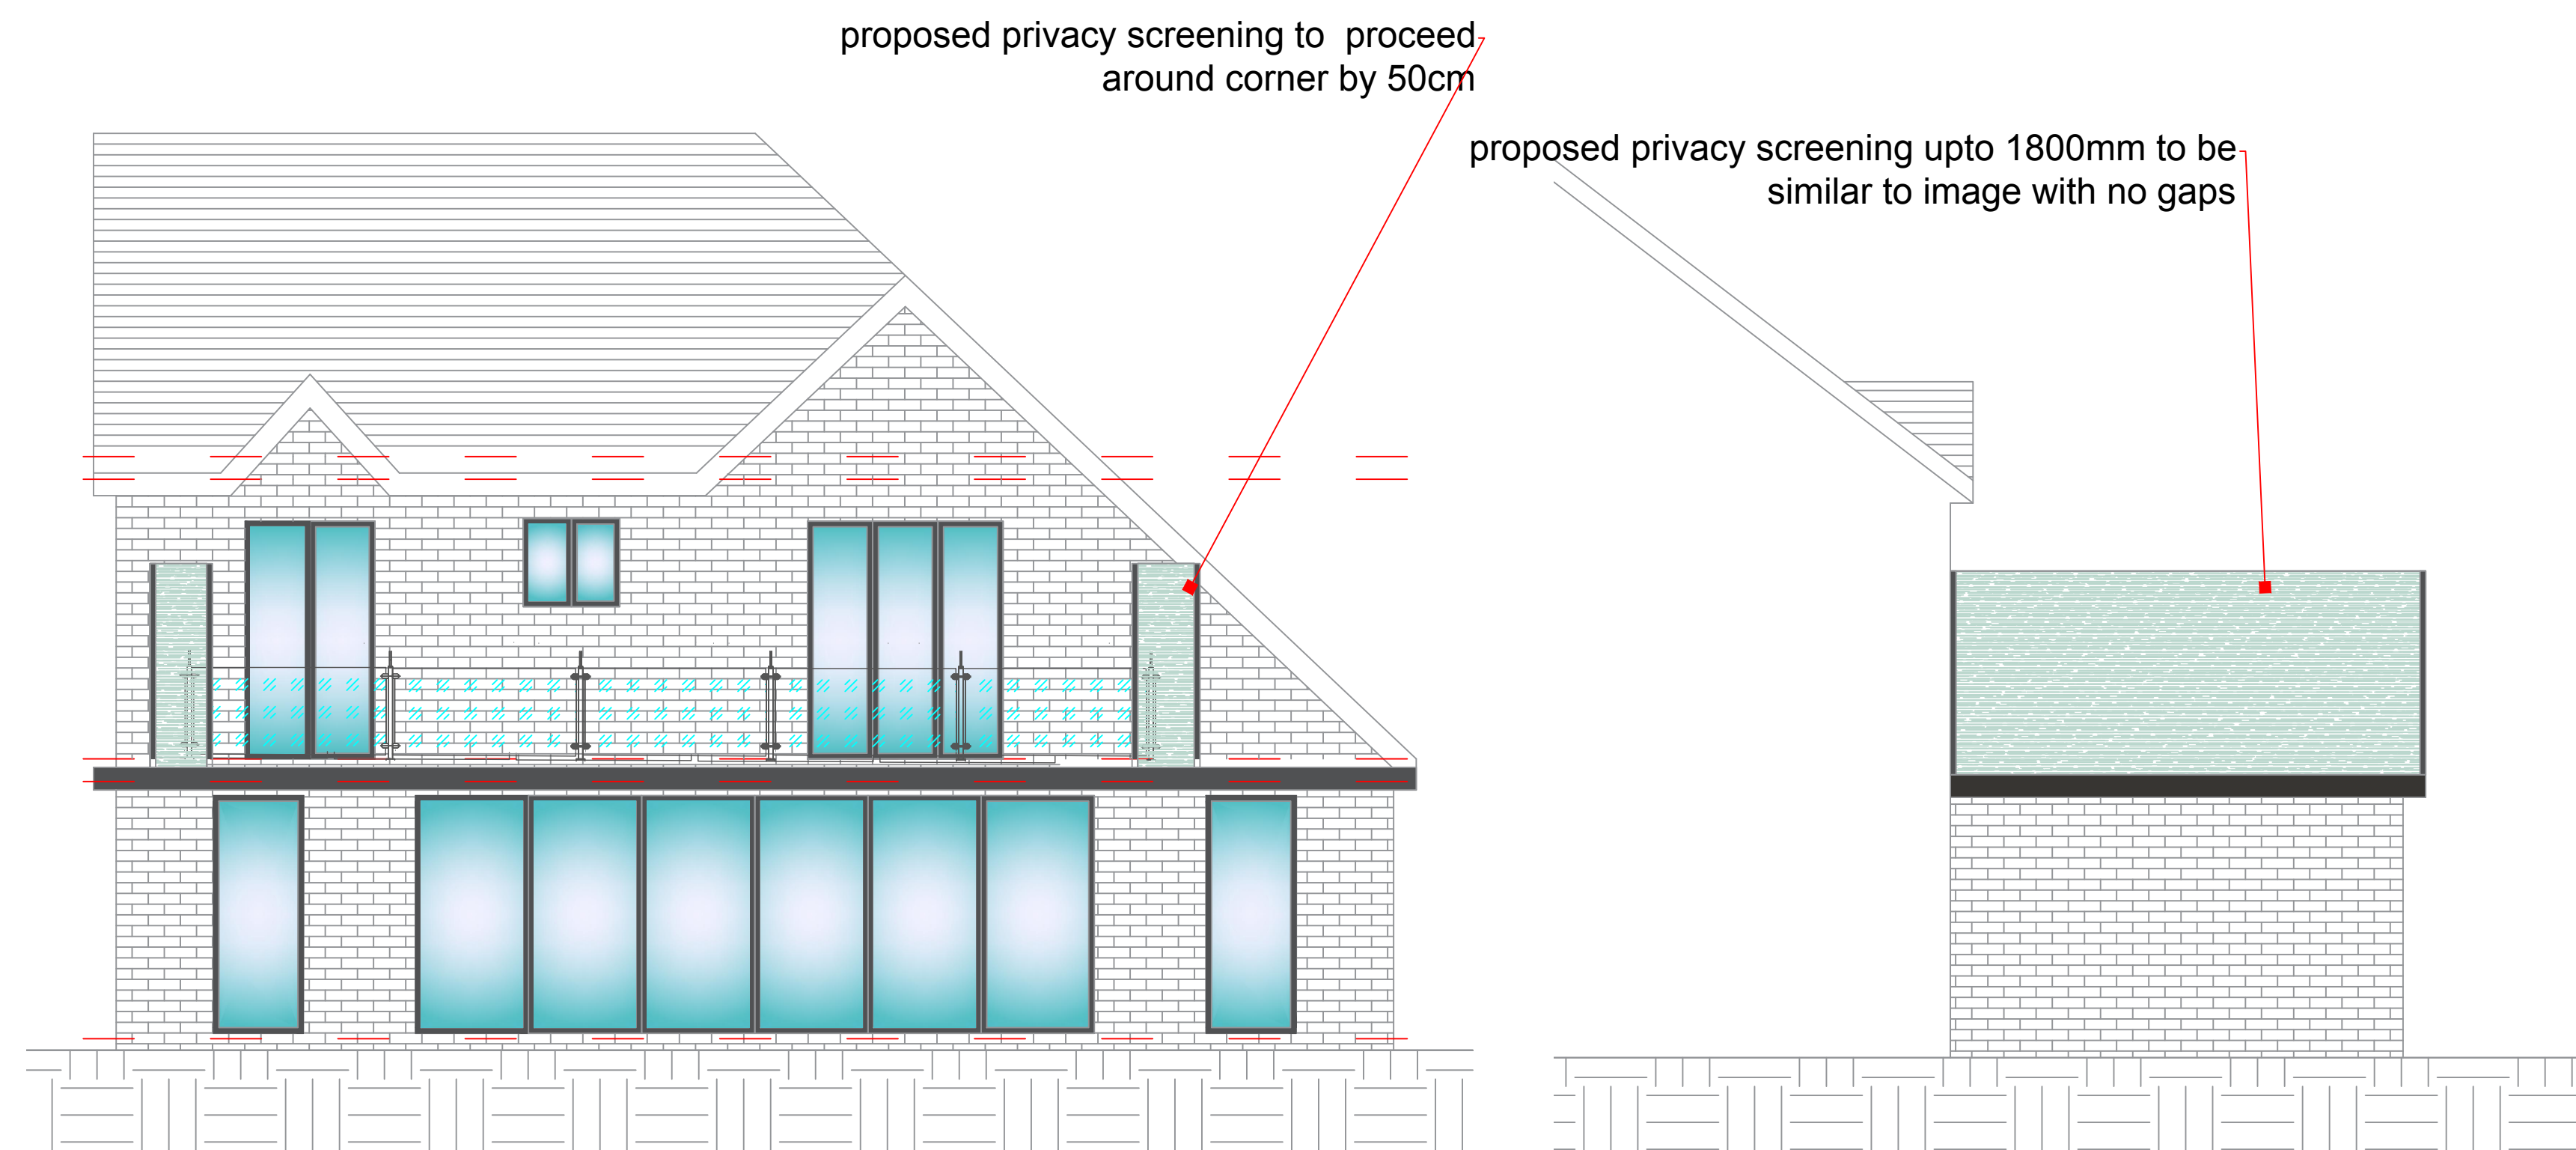 proposed privacy screening to  proceed
around corner by 50cm
proposed privacy screening upto 1800mm to be
similar to image with no gaps